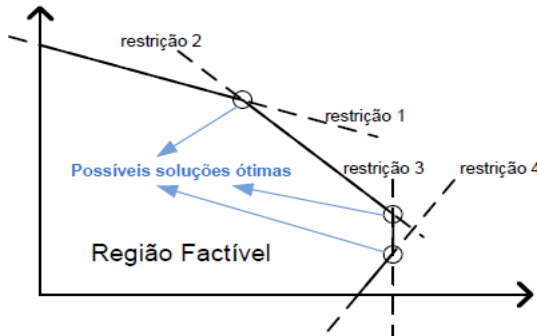 restrição 2
restrição 1
Possíveis soluções ótimas
restrição 3
restrição 4
Região Factível